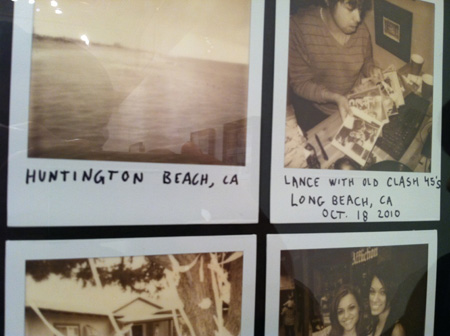 HUNTINGTON BEACH, CA
LANCE WITH OLD CLASH 45's
LONG BEACH, CA
OCT. 18 2010
Affliction